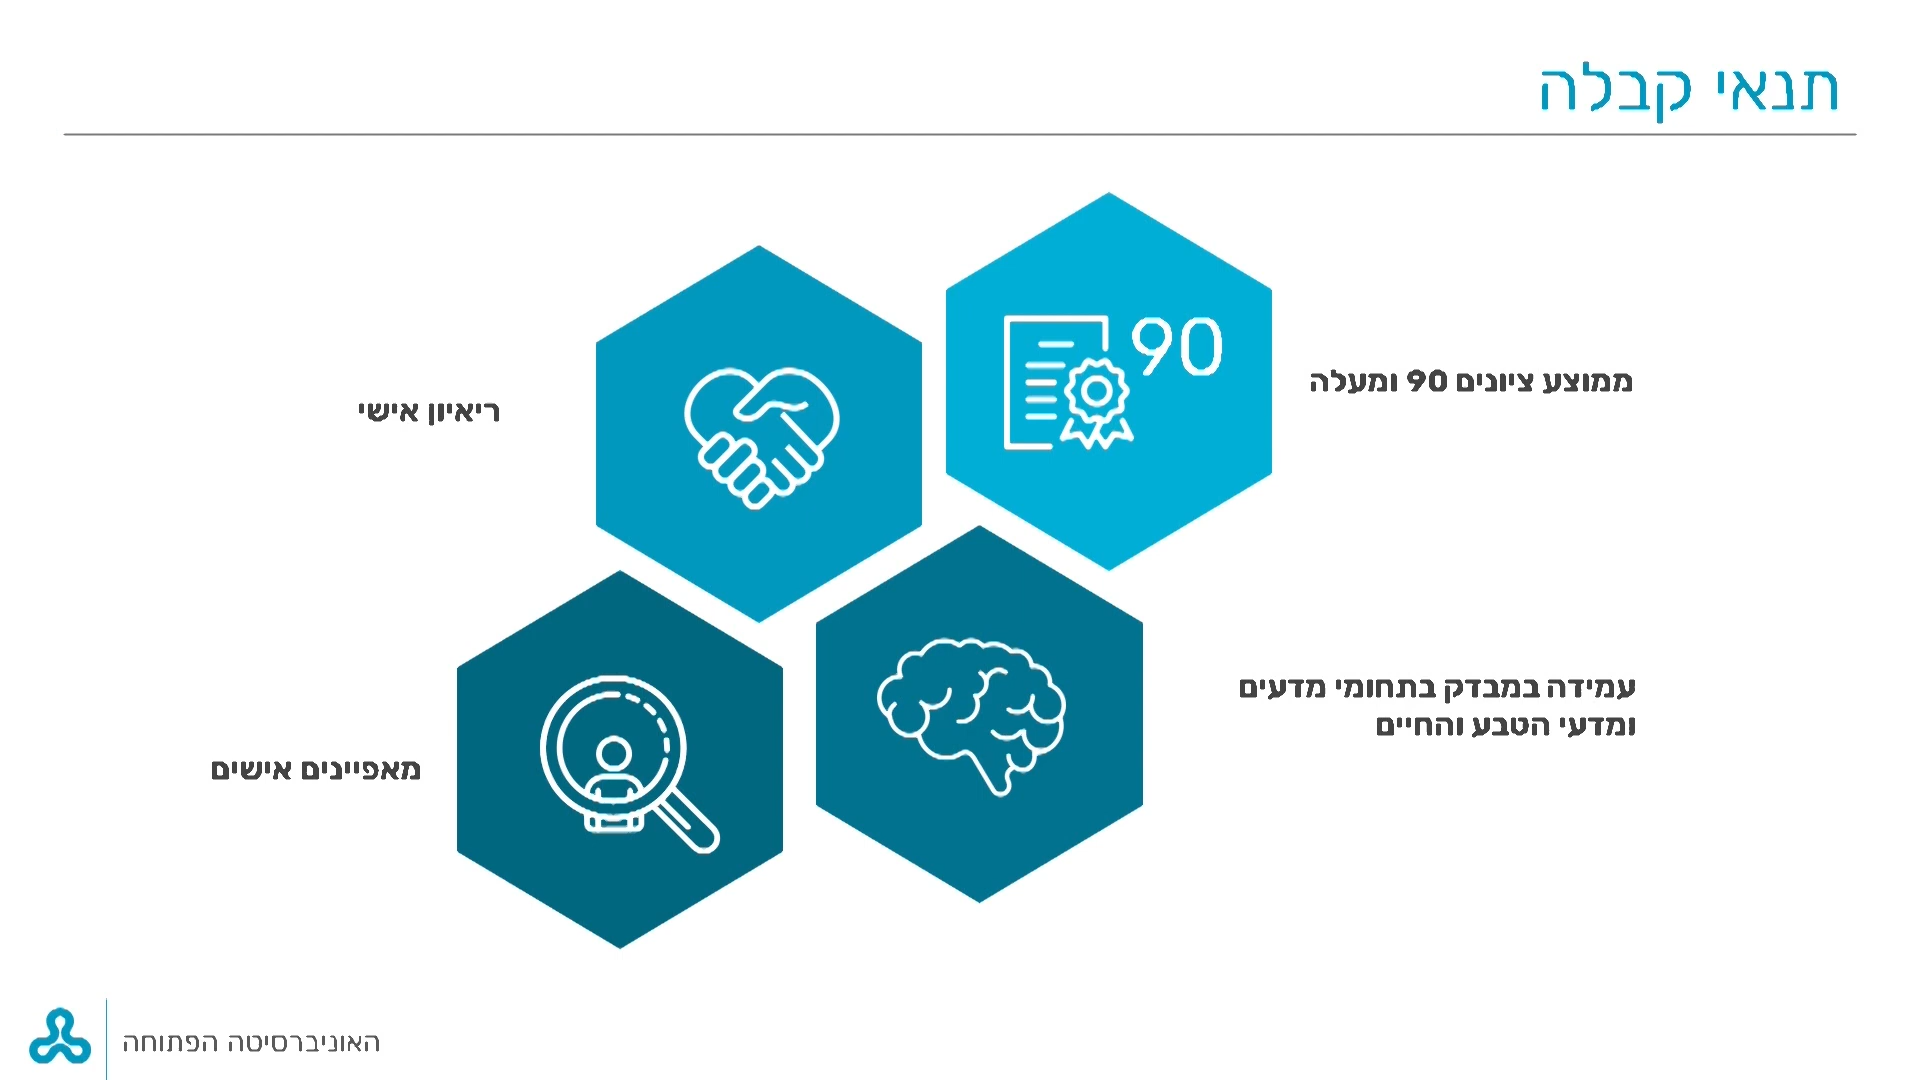 תנאי קבלה
90
ממוצע ציונים 90 ומעלה
ריאיון אישי
עמידה במבדק בתחומי מדעים
ומדעי הטבע והחיים
מאפיינים אישים
האוניברסיטה הפתוחה